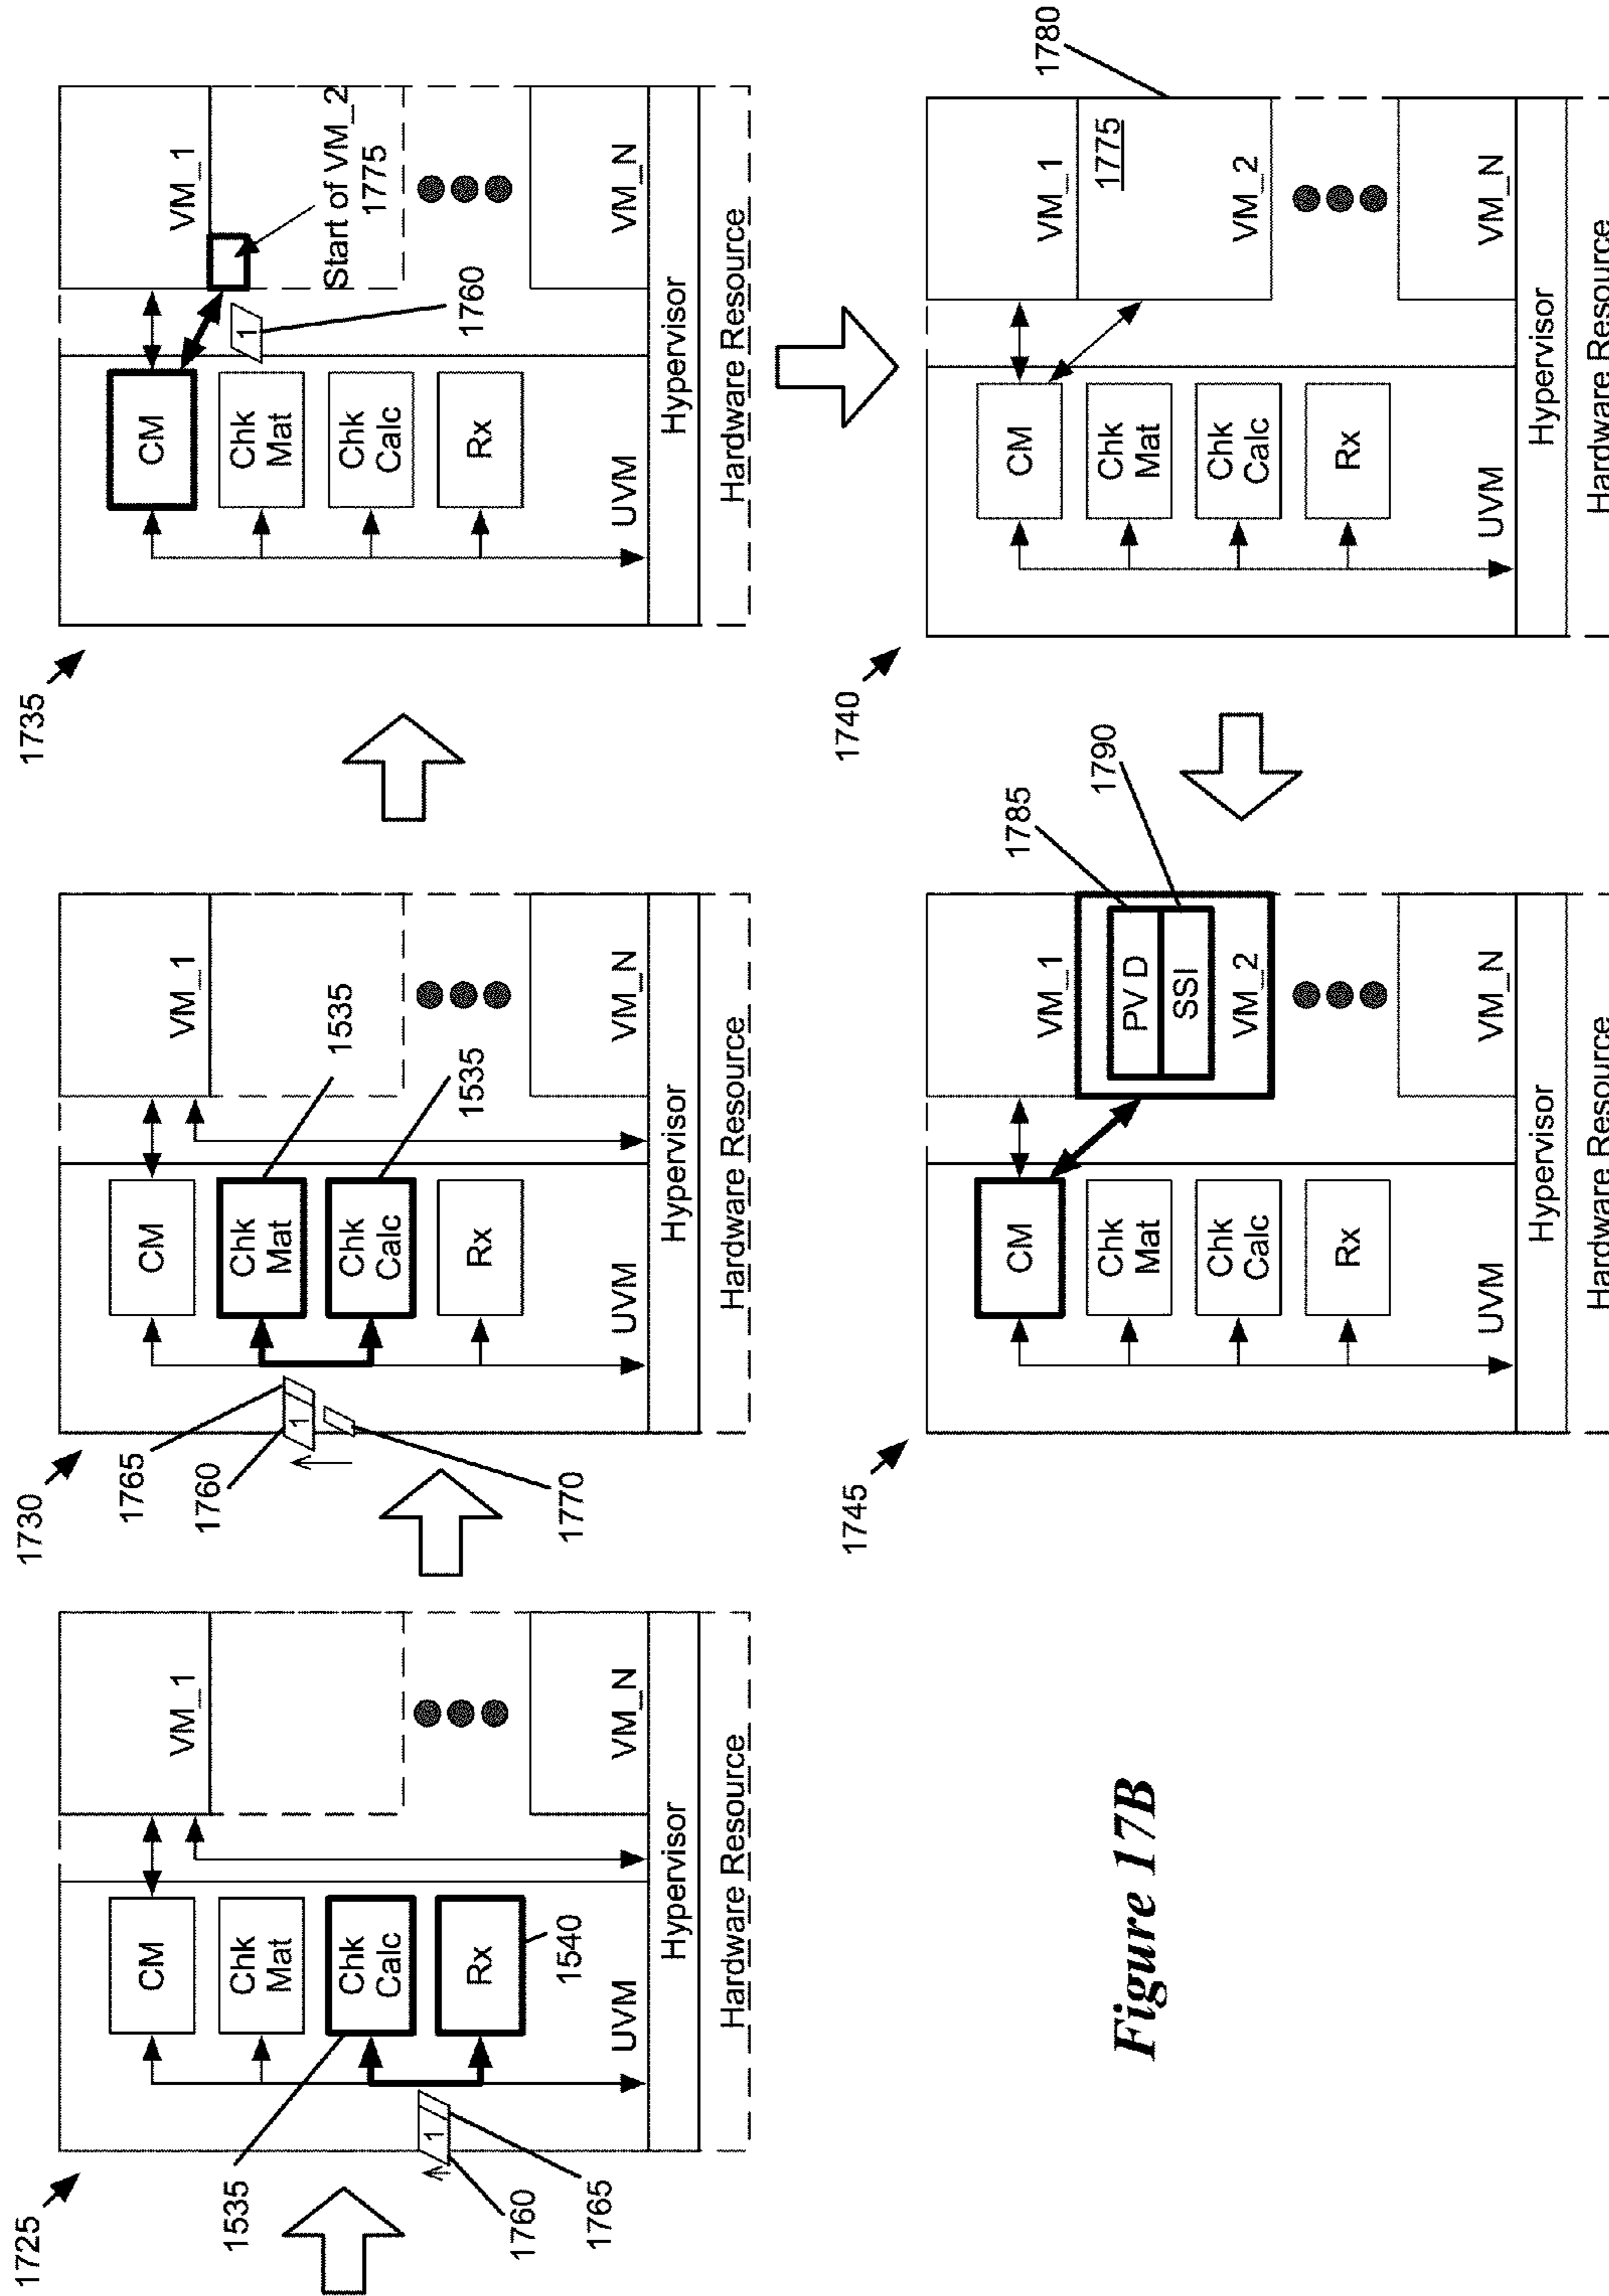 1725
1535
1760
1765
CM
Chk
Mat
Chk
Calc
Rx
1540
UVM
VM_1
VM_N
Hypervisor
Hardware Resource
1
1730
1765
1760
1770
1
CM
Chk
Mat
Chk
Calc
Rx
UVM
1535
1535
VM_1
VM_N
Hypervisor
Hardware Resource
1735
CM
Chk
Mat
Chk
Calc
Rx
UVM
1
1760
VM_1
Start of VM_2
1775
VM_N
Hypervisor
Hardware Resource
1740
CM
Chk
Mat
Chk
Calc
Rx
UVM
VM_1
1775
VM_2
VM_N
1780
Hypervisor
Hardware Resource
1745
CM
Chk
Mat
Chk
Calc
Rx
UVM
VM_1
PV D
SSI
VM_2
VM_N
1785
1790
Hypervisor
Hardware Resource
Figure 17B